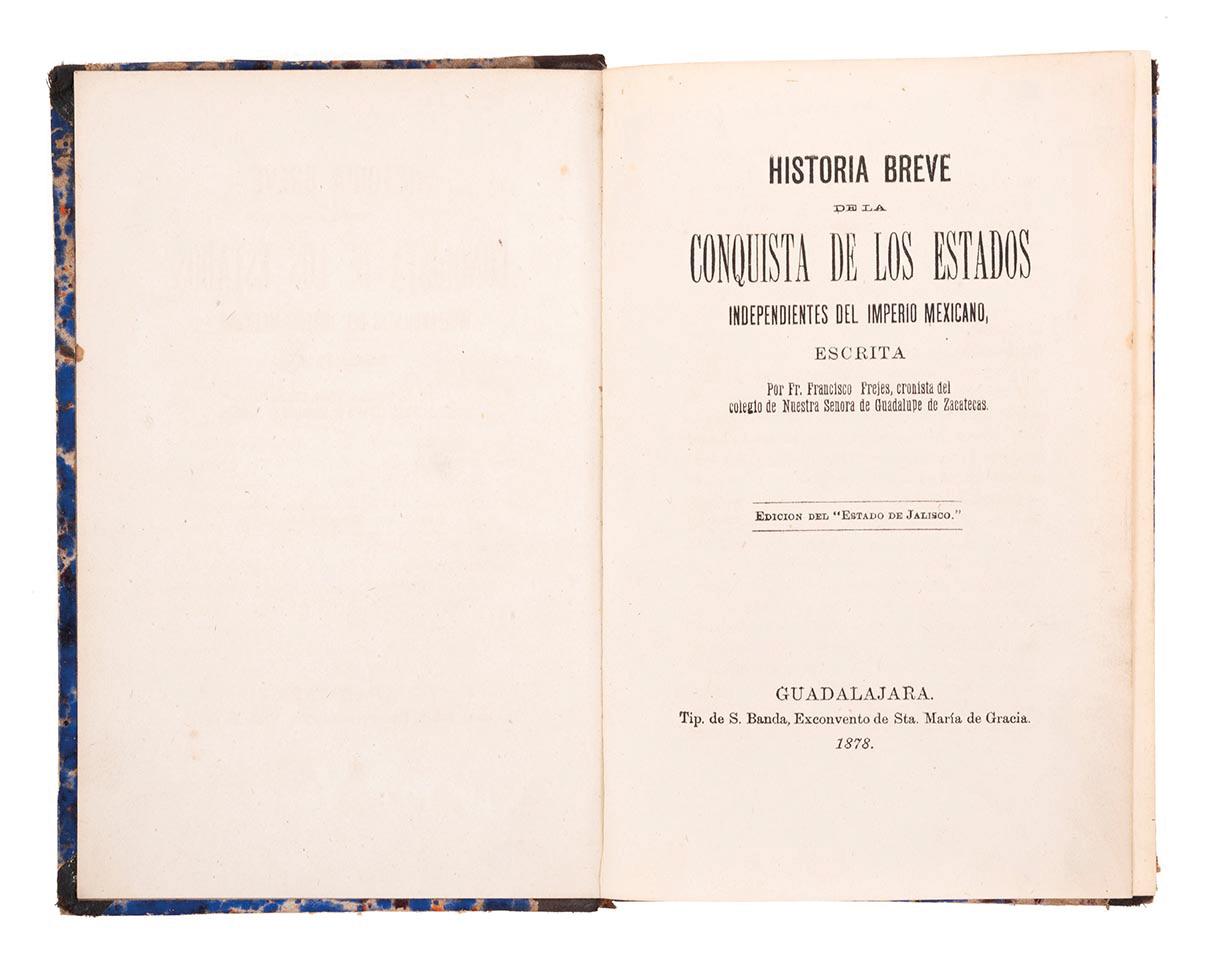 HISTORIA BREVE
DE LA
CONQUISTA DE LOS ESTADOS
INDEPENDIENTES DEL IMPERIO MEXICANO,
ESCRITA
Por Fr. Francisco Frejes, cronista del
colegio de Nuestra Senora de Guadalupe de Zacatecas.
EDICION DEL "ESTADO DE JALISCO."
GUADALAJARA.
Tip. de S. Banda, Exconvento de Sta. María de Gracia.
1878.